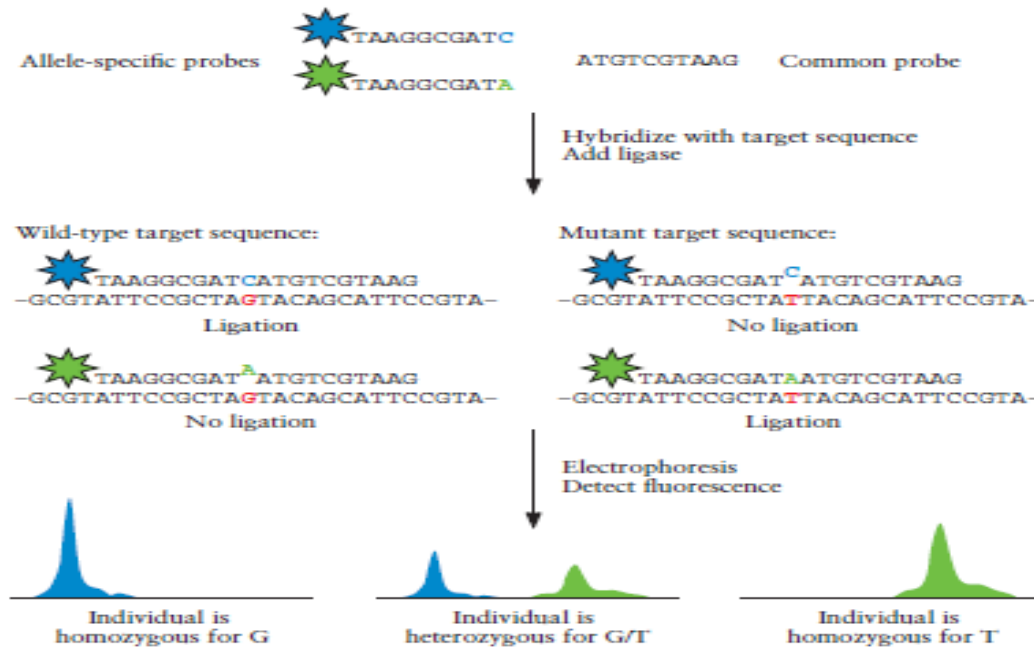 Allele-specific probes
TAAGGCGATC
TAAGGCGATA
ATGTCGTAAG Common probe
Hybridize with target sequence
Add ligase
Wild-type target sequence:
TAAGGCGATCATGTCGTAAG
–GCGTATTCCGCTAGTACAGCATTCCGTA–
Ligation
TAAGGCGATAATGTCGTAAG
–GCGTATTCCGCTAGTACAGCATTCCGTA–
No ligation
Mutant target sequence:
TAAGGCGATCATGTCGTAAG
–GCGTATTCCGCTATTACAGCATTCCGTA–
No ligation
TAAGGCGATAATGTCGTAAG
–GCGTATTCCGCTATTACAGCATTCCGTA–
Ligation
Electrophoresis
Detect fluorescence
Individual is
homozygous for G
Individual is
heterozygous for G/T
Individual is
homozygous for T